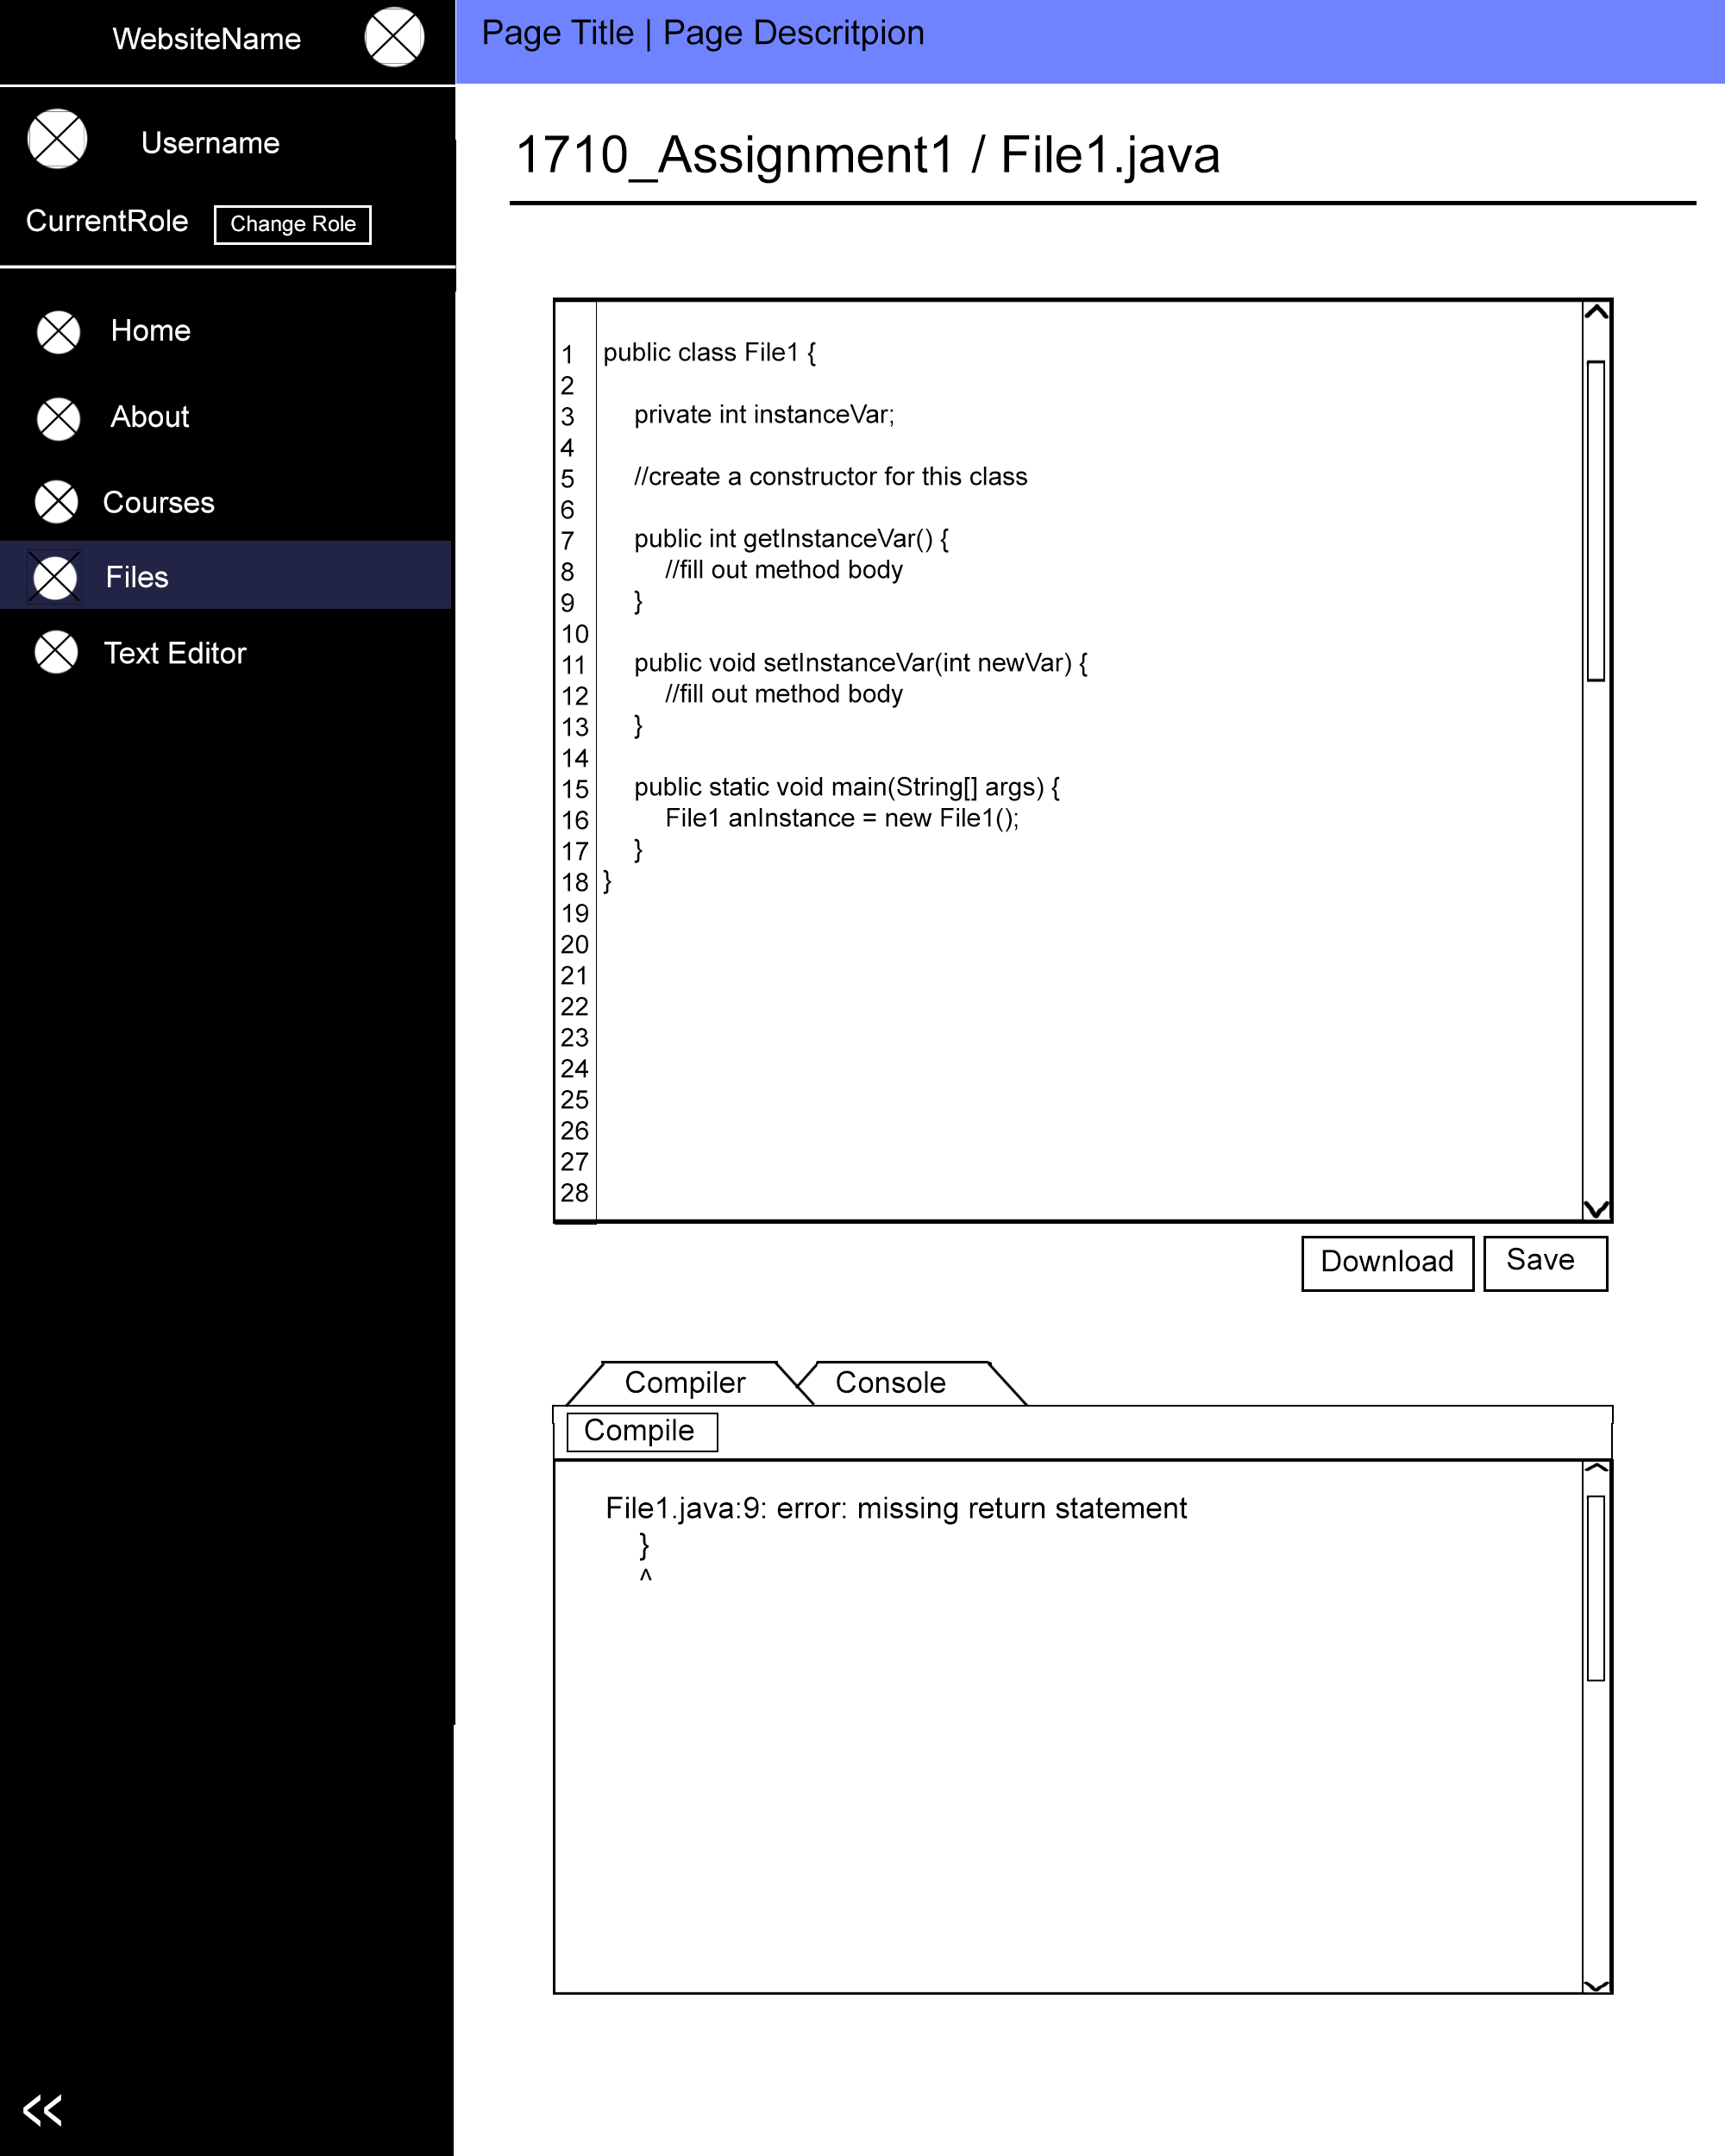 WebsiteName
Page Title | Page Descritpion
Username
CurrentRole
Change Role
Home
About
Courses
Files
Text Editor
1710_Assignment1 / File1.java
1 public class File1 {
2
3 private int instanceVar;
4
5 //create a constructor for this class
6
7 public int getInstanceVar() {
8 //fill out method body
9 }
10
11 public void setInstanceVar(int newVar) {
12 //fill out method body
13 }
14
15 public static void main(String[] args) {
16 File1 anInstance = new File1();
17 }
18 }
19
20
21
22
23
24
25
26
27
28
Download
Save
Compiler
Console
Compile
File1.java:9: error: missing return statement
}
^